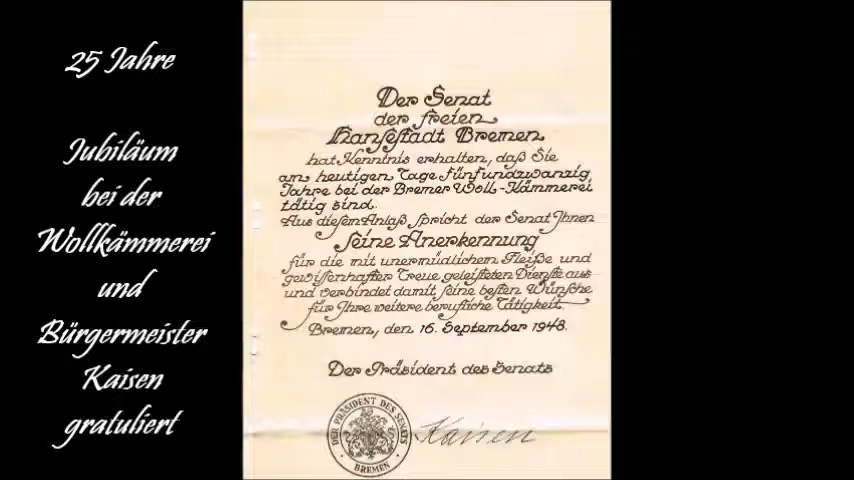 25 Jahre
Jubiläum
bei der
Wollkämmerei
und
Bürgermeister
Kaisen
gratuliert
Der Senat
der freien
Hansestadt Bremen
hat Kenntnis erhalten, daß Sie
am heutigen Tage fünfundzwanzig
Jahre bei der Bremer Woll-Kämmerei
tätig sind.
Aus diesem Anlaß spricht der Senat Ihnen
seine Anerkennung
für die mit unermüdlichem Fleiße und
gewissenhafter Treue geleisteten Dienste aus
und verbindet damit seine besten Wünsche
für Ihre weitere berufliche Tätigkeit.
Bremen, den 16. September 1948.
Der Präsident des Senats
DER PRÄSIDENT DES SENATS
BREMEN
Kaisen